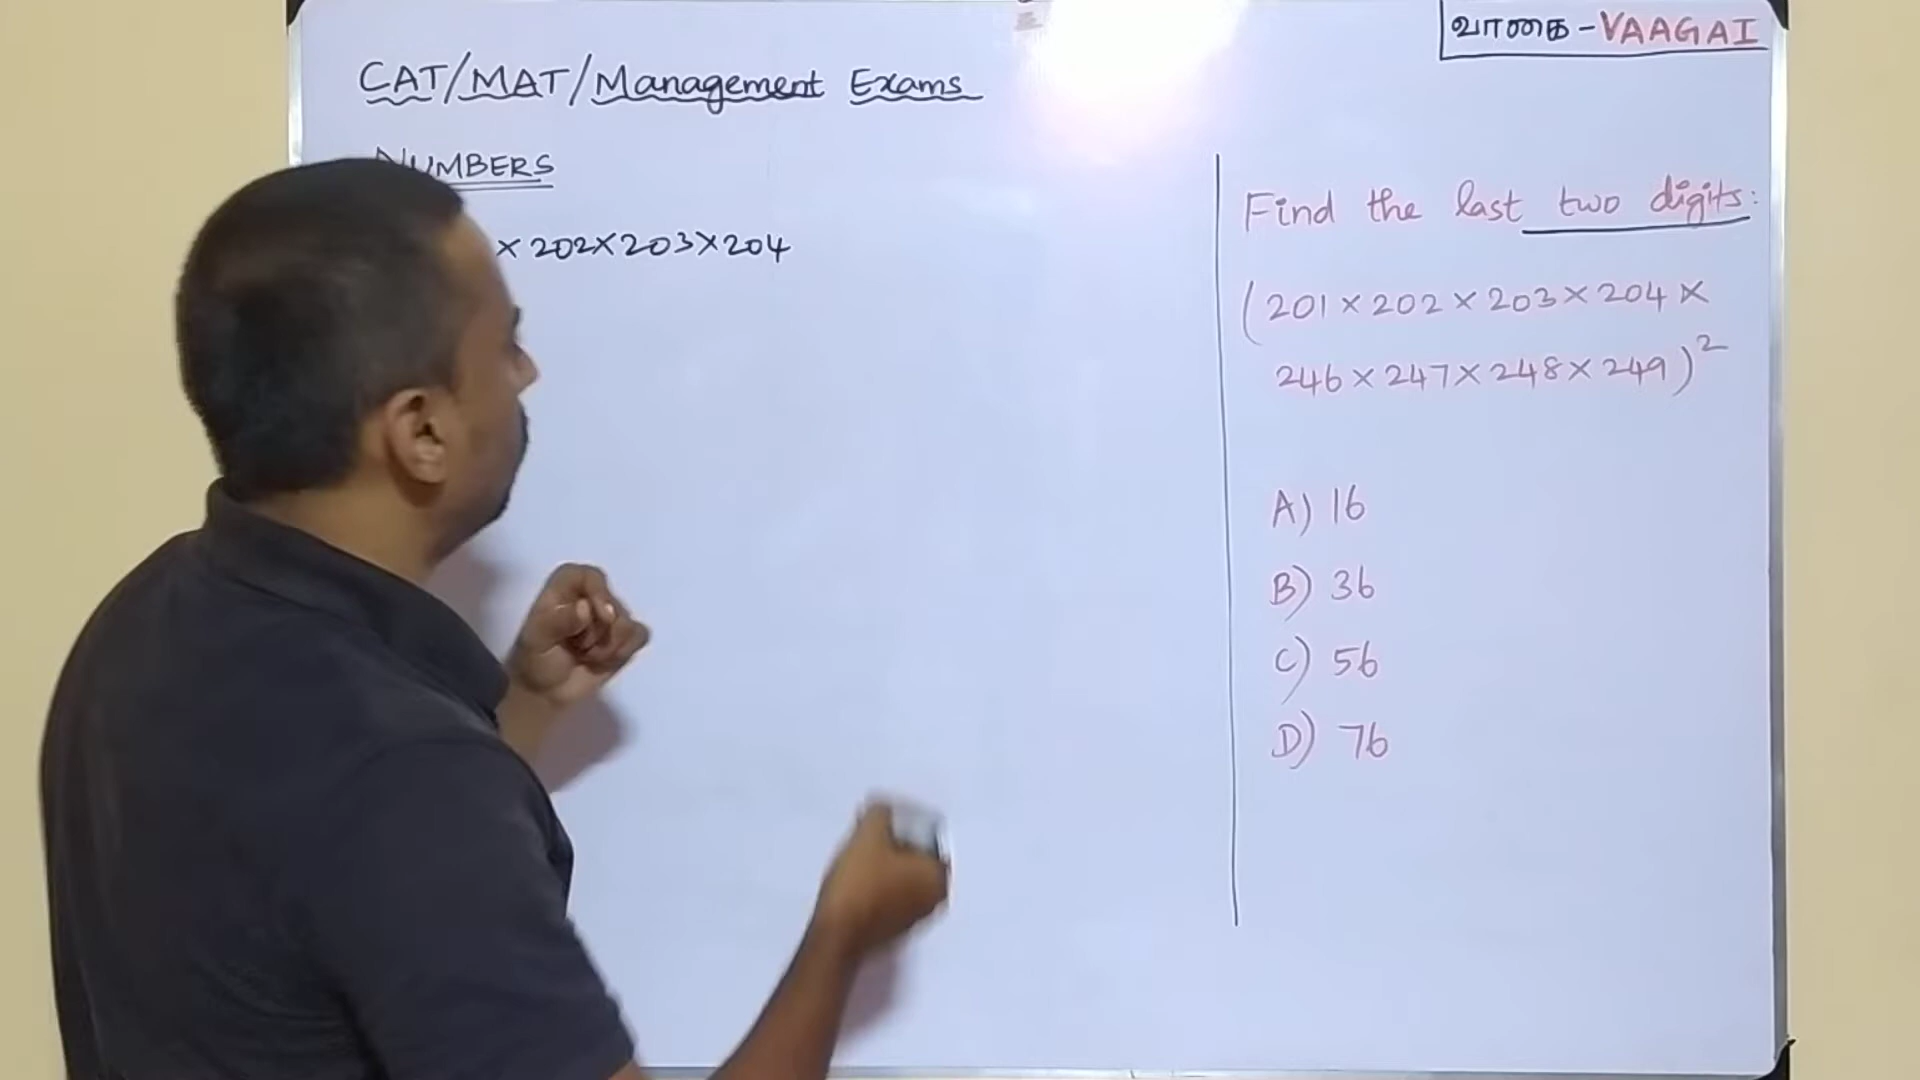 வாகை - VAAGAI
CAT/MAT/Management Exams
NUMBERS
× 202 × 203 × 204
Find the last two digits:
(201 × 202 × 203 × 204 ×
246 × 247 × 248 × 249)²
A) 16
B) 36
C) 56
D) 76